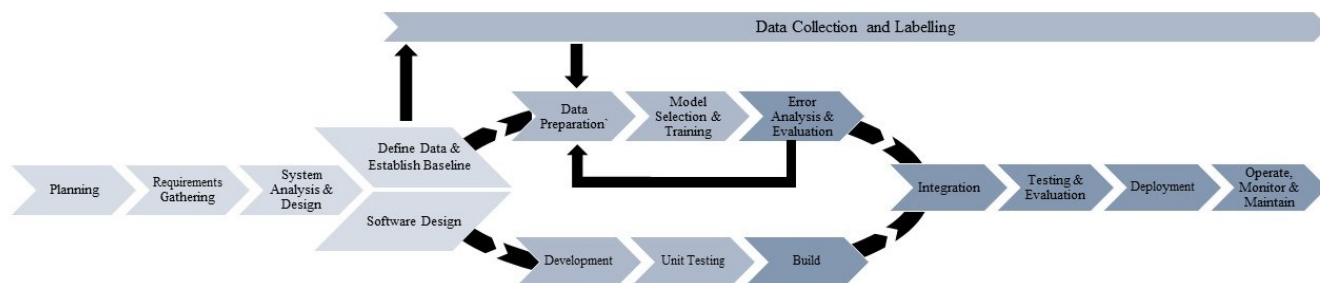 Data Collection and Labelling
Data
Preparation`
Model
Selection &
Training
Error
Analysis &
Evaluation
Define Data &
Establish Baseline
Planning
Requirements
Gathering
System
Analysis &
Design
Software Design
Development
Unit Testing
Build
Integration
Testing &
Evaluation
Deployment
Operate,
Monitor &
Maintain